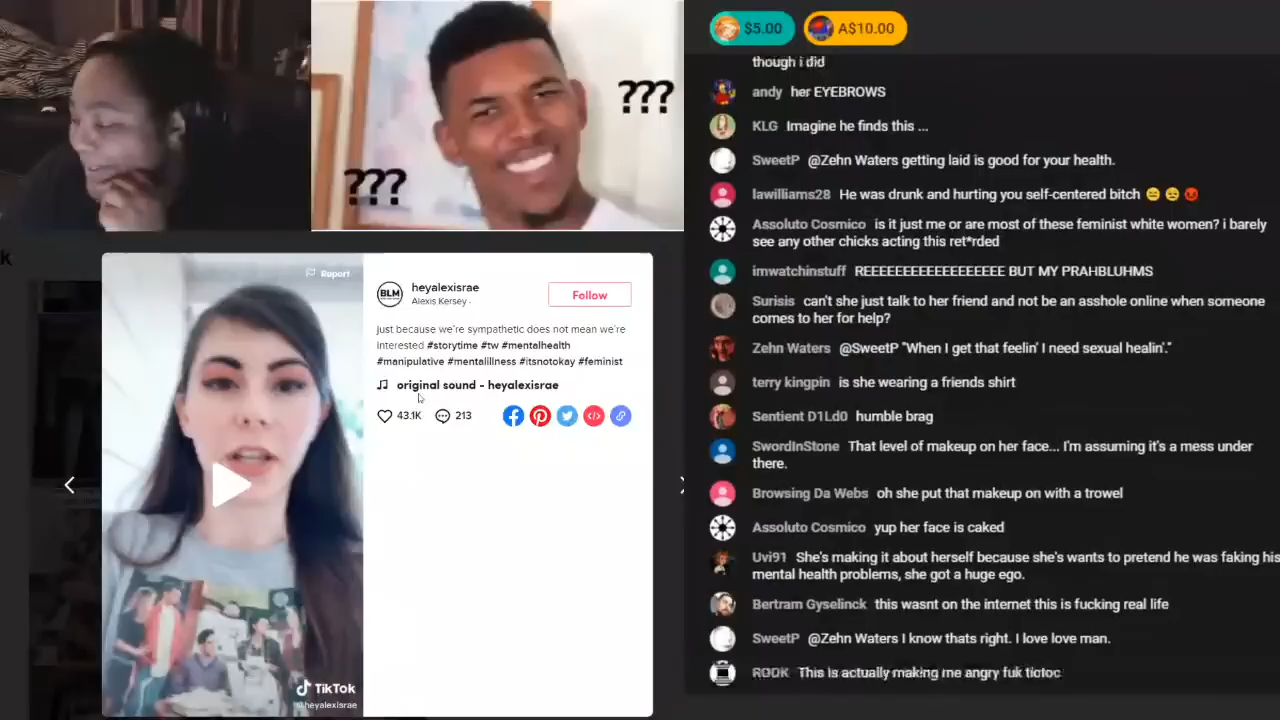 ???
???
k
Report
TikTok
@heyalexisrae
BLM
heyalexisrae
Alexis Kersey ·
Follow
just because we're sympathetic does not mean we're
interested #storytime #tw #mentalhealth
#manipulative #mentalillness #itsnotokay #feminist
original sound - heyalexisrae
43.1K 213
$5.00 A$10.00
though i did
andy her EYEBROWS
KLG Imagine he finds this ...
SweetP @Zehn Waters getting laid is good for your health.
lawilliams28 He was drunk and hurting you self-centered bitch 😑 😑 😡
Assoluto Cosmico is it just me or are most of these feminist white women? i barely
see any other chicks acting this ret*rded
imwatchinstuff REEEEEEEEEEEEEEEEEEE BUT MY PRAHBLUHMS
Surisis can't she just talk to her friend and not be an asshole online when someone
comes to her for help?
Zehn Waters @SweetP "When I get that feelin' I need sexual healin'."
terry kingpin is she wearing a friends shirt
Sentient D1Ld0 humble brag
SwordInStone That level of makeup on her face... I'm assuming it's a mess under
there.
Browsing Da Webs oh she put that makeup on with a trowel
Assoluto Cosmico yup her face is caked
Uvi91 She's making it about herself because she's wants to pretend he was faking his
mental health problems, she got a huge ego.
Bertram Gyselinck this wasnt on the internet this is fucking real life
SweetP @Zehn Waters I know thats right. I love love man.
ROOK This is actually making me angry fuk tictoc